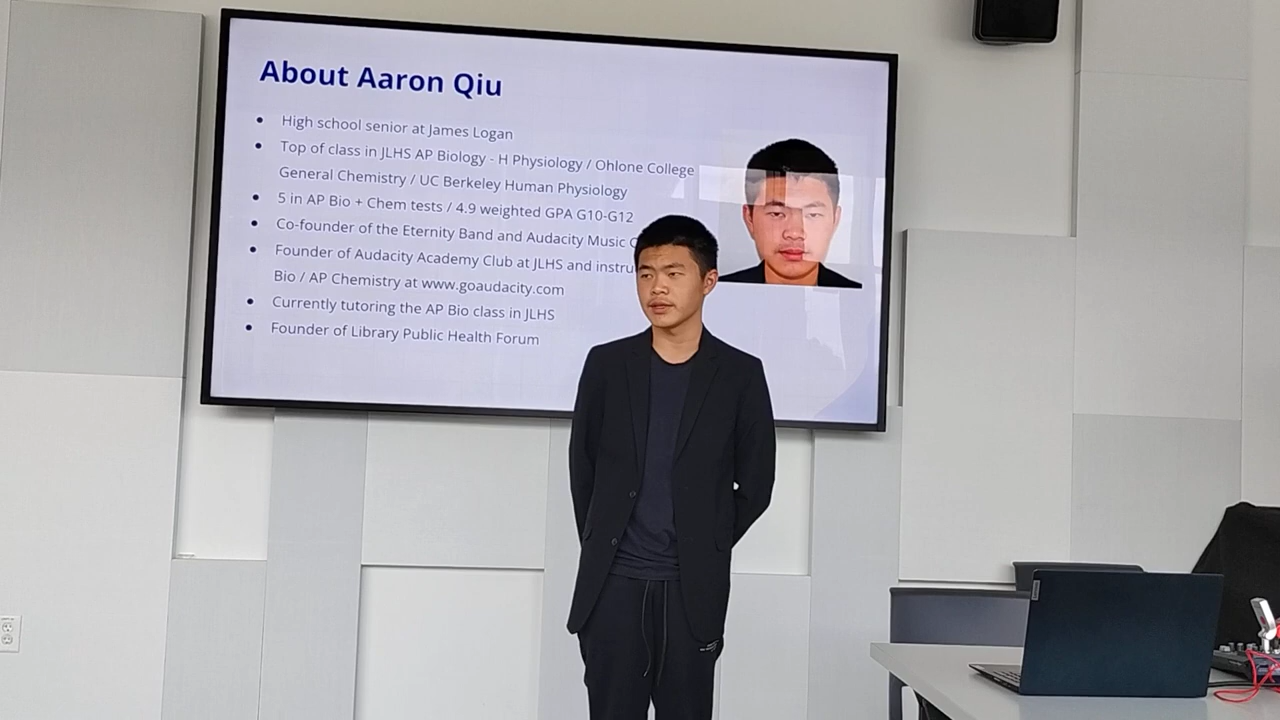 About Aaron Qiu
• High school senior at James Logan
• Top of class in JLHS AP Biology - H Physiology / Ohlone College
General Chemistry / UC Berkeley Human Physiology
• 5 in AP Bio + Chem tests / 4.9 weighted GPA G10-G12
• Co-founder of the Eternity Band and Audacity Music
• Founder of Audacity Academy Club at JLHS and
Bio / AP Chemistry at www.goaudacity.com
• Currently tutoring the AP Bio class in JLHS
• Founder of Library Public Health Forum